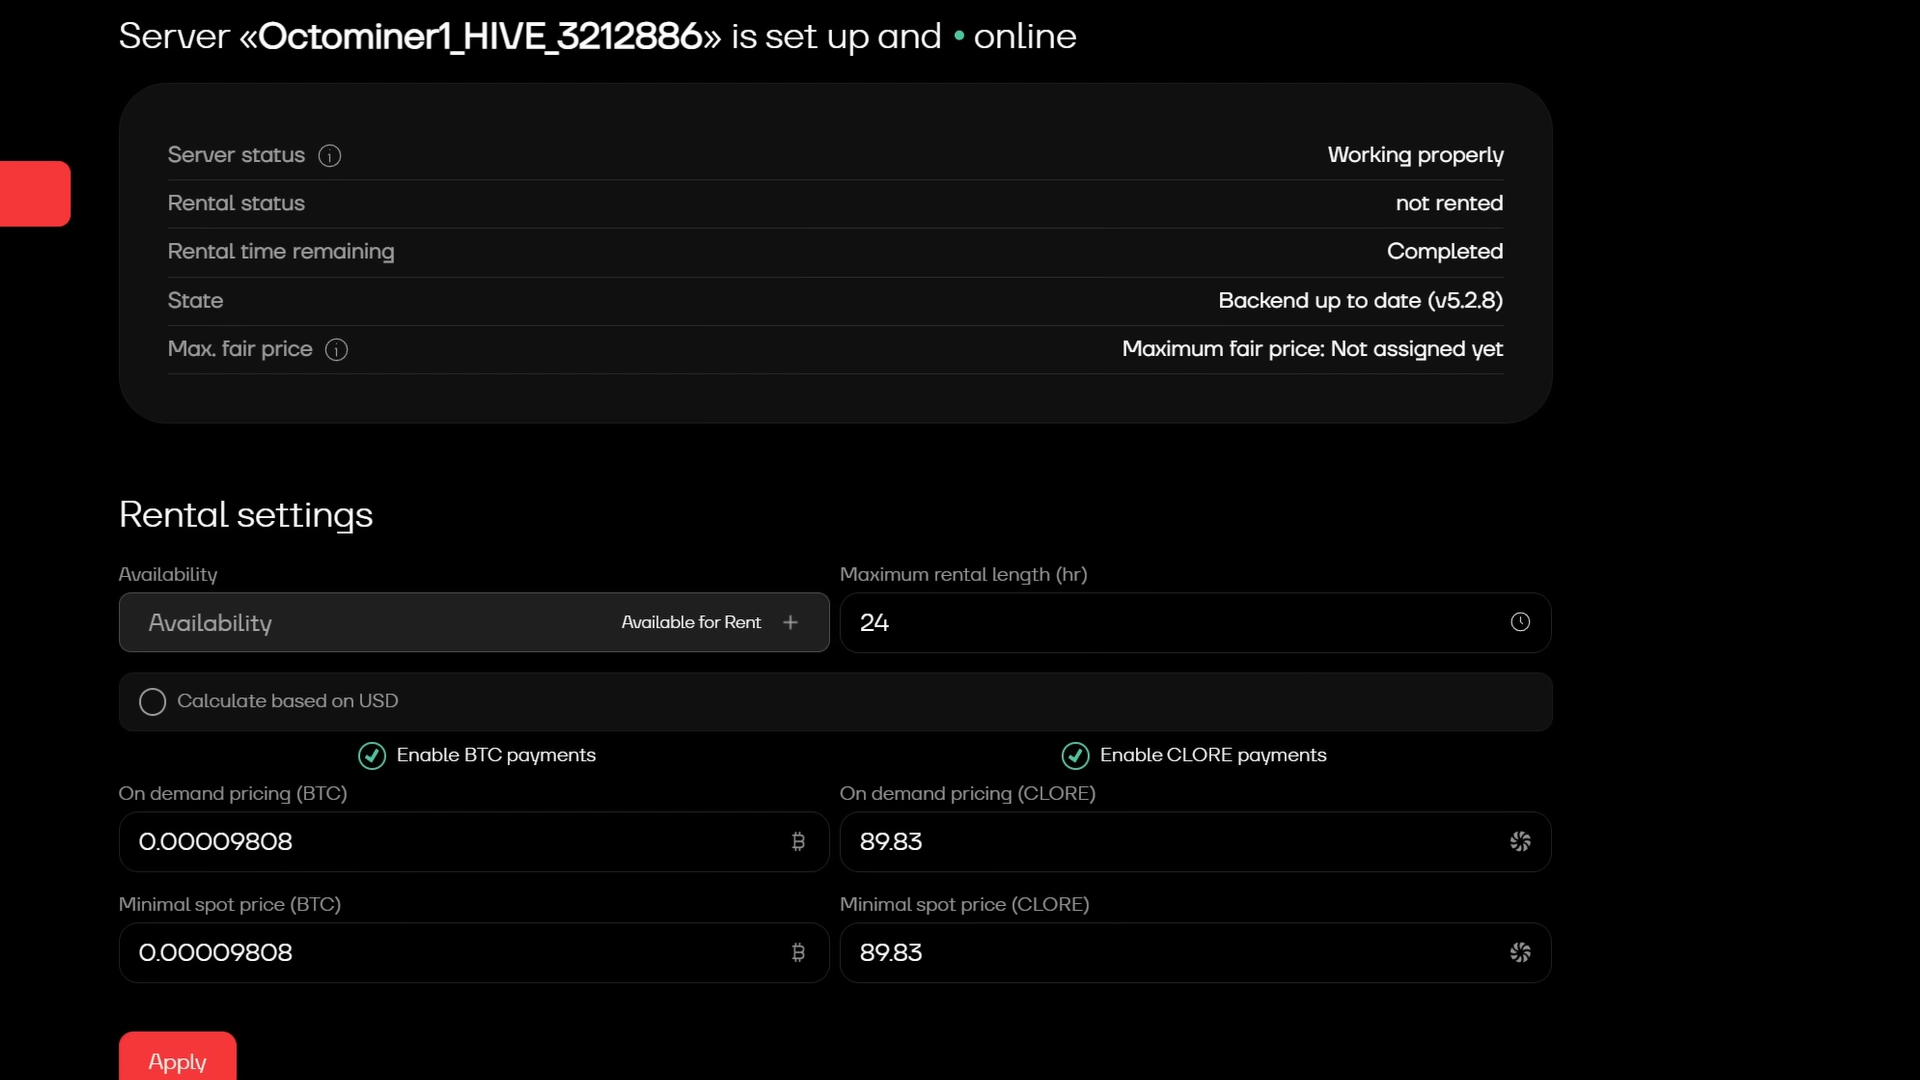 Server «Octominer1_HIVE_3212886» is set up and • online
Server status
Working properly
Rental status
not rented
Rental time remaining
Completed
State
Backend up to date (v5.2.8)
Max. fair price
Maximum fair price: Not assigned yet
Rental settings
Availability
Maximum rental length (hr)
Availability
Available for Rent +
24
Calculate based on USD
Enable BTC payments
Enable CLORE payments
On demand pricing (BTC)
On demand pricing (CLORE)
0.00009808
89.83
Minimal spot price (BTC)
Minimal spot price (CLORE)
0.00009808
89.83
Apply